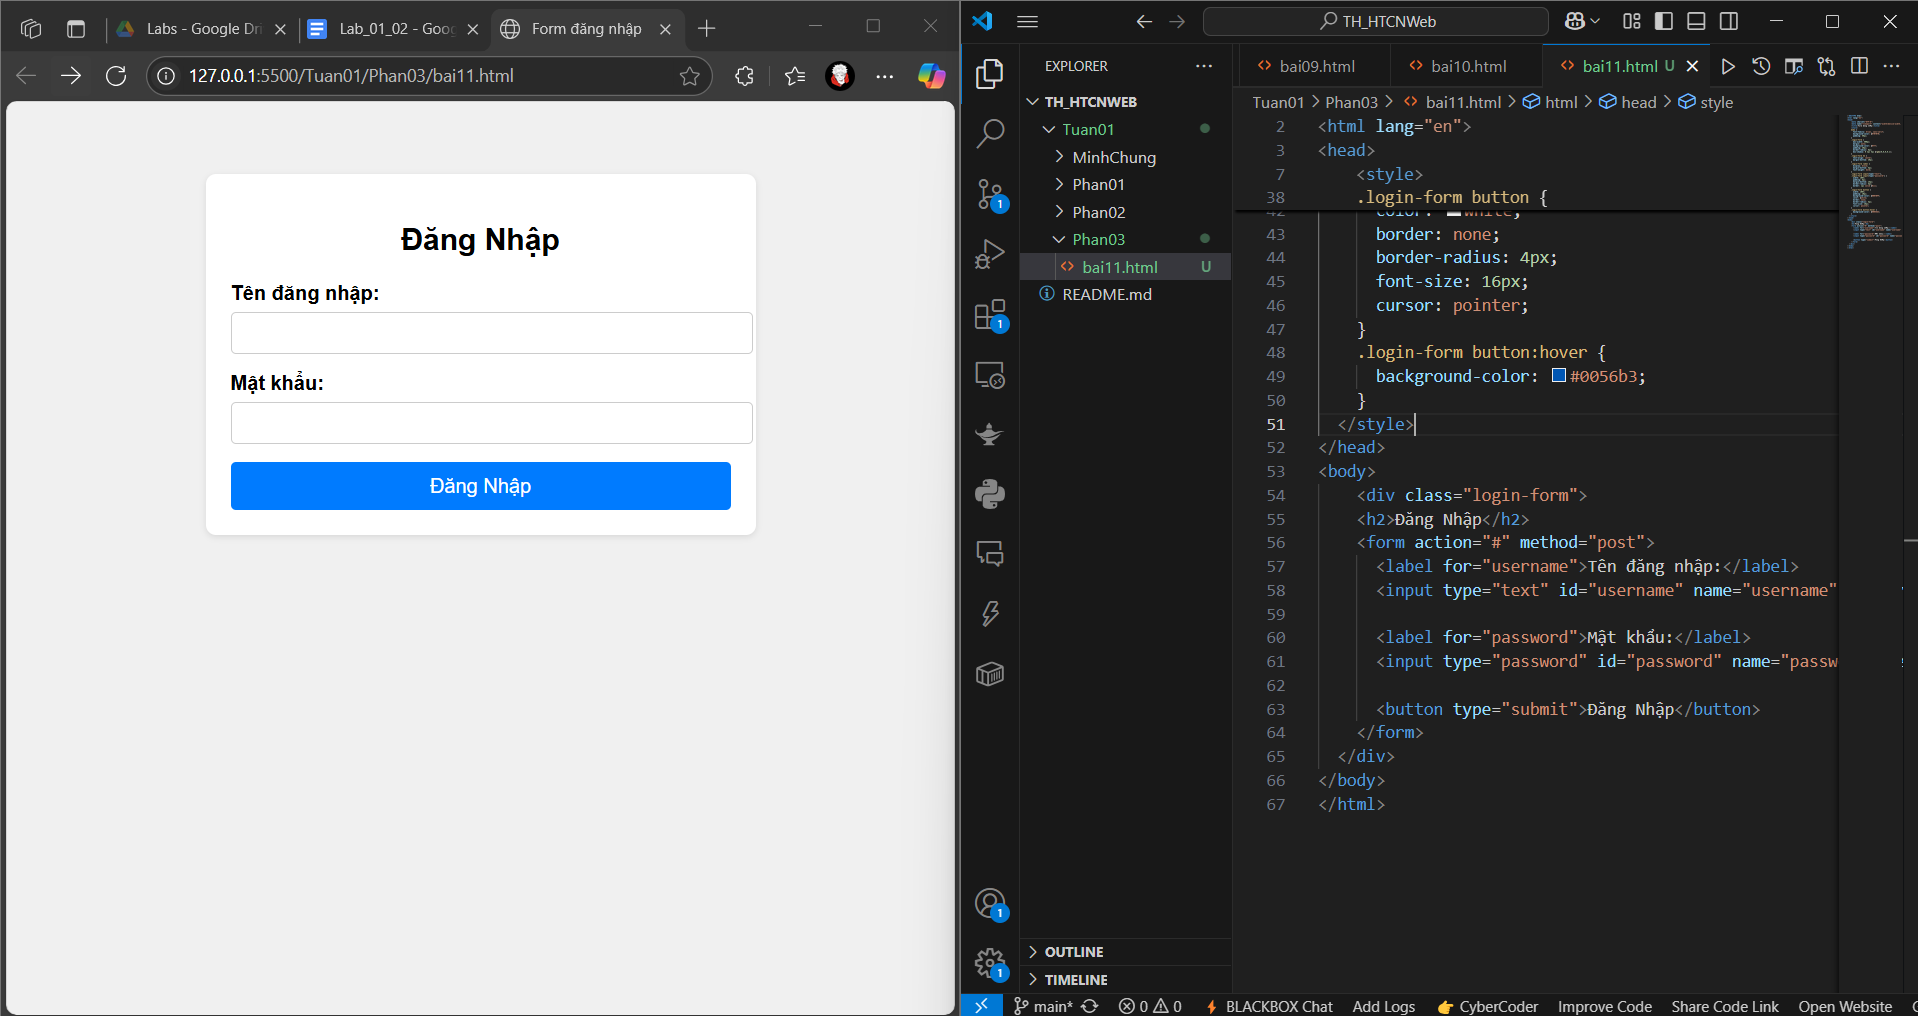 Labs - Google Dri
Lab_01_02 - Goog
Form đăng nhập
127.0.0.1:5500/Tuan01/Phan03/bai11.html
Đăng Nhập
Tên đăng nhập:
Mật khẩu:
Đăng Nhập
TH_HTCNWeb
EXPLORER
TH_HTCNWEB
Tuan01
MinhChung
Phan01
Phan02
Phan03
bai11.html U
README.md
OUTLINE
TIMELINE
1
1
1
1
bai09.html
bai10.html
bai11.html U
Tuan01 > Phan03 > bai11.html > html > head > style
2 <html lang="en">
3 <head>
7 <style>
38 .login-form button {
42 color: white;
43 border: none;
44 border-radius: 4px;
45 font-size: 16px;
46 cursor: pointer;
47 }
48 .login-form button:hover {
49 background-color: #0056b3;
50 }
51 </style>
52 </head>
53 <body>
54 <div class="login-form">
55 <h2>Đăng Nhập</h2>
56 <form action="#" method="post">
57 <label for="username">Tên đăng nhập:</label>
58 <input type="text" id="username" name="username"
59
60 <label for="password">Mật khẩu:</label>
61 <input type="password" id="password" name="passw
62
63 <button type="submit">Đăng Nhập</button>
64 </form>
65 </div>
66 </body>
67 </html>
main* 0 0 BLACKBOX Chat Add Logs CyberCoder Improve Code Share Code Link Open Website